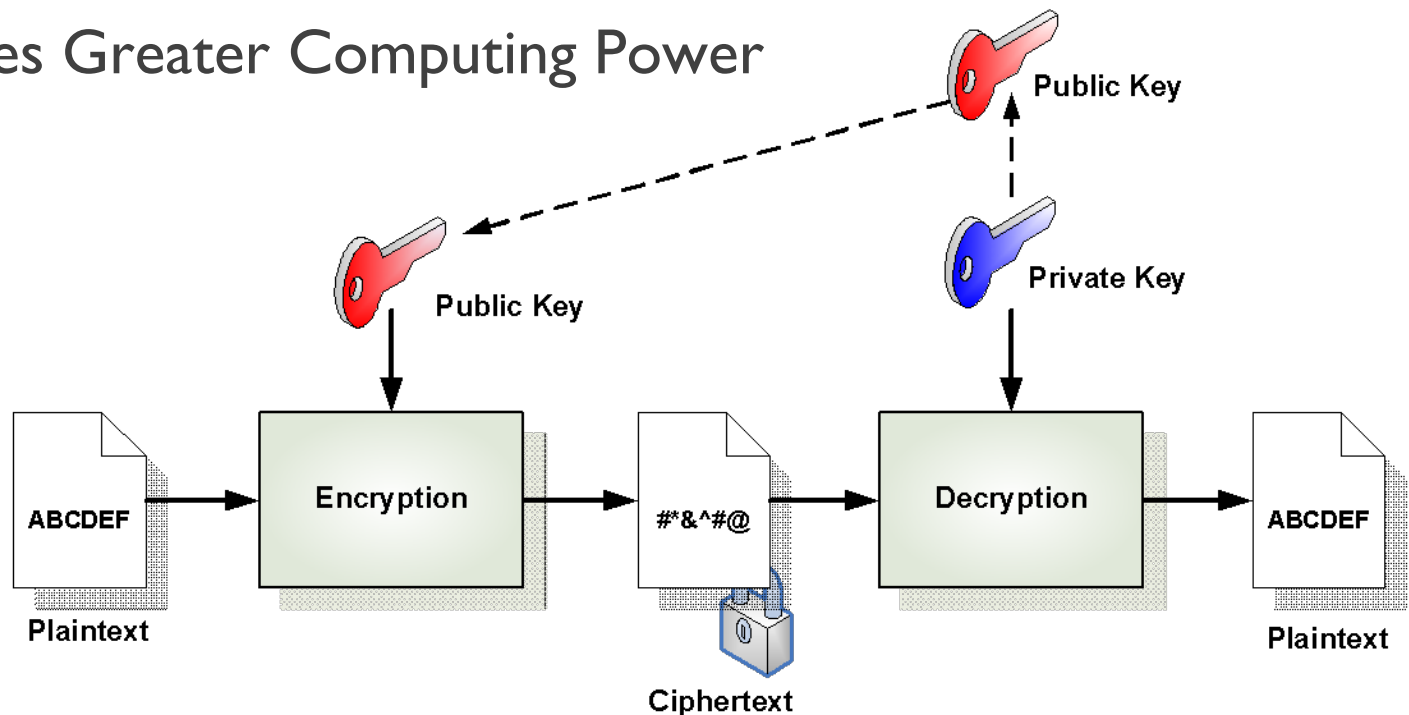 es Greater Computing Power
Public Key
Private Key
Public Key
Encryption
Decryption
ABCDEF
#*&^#@
ABCDEF
Plaintext
Plaintext
Ciphertext